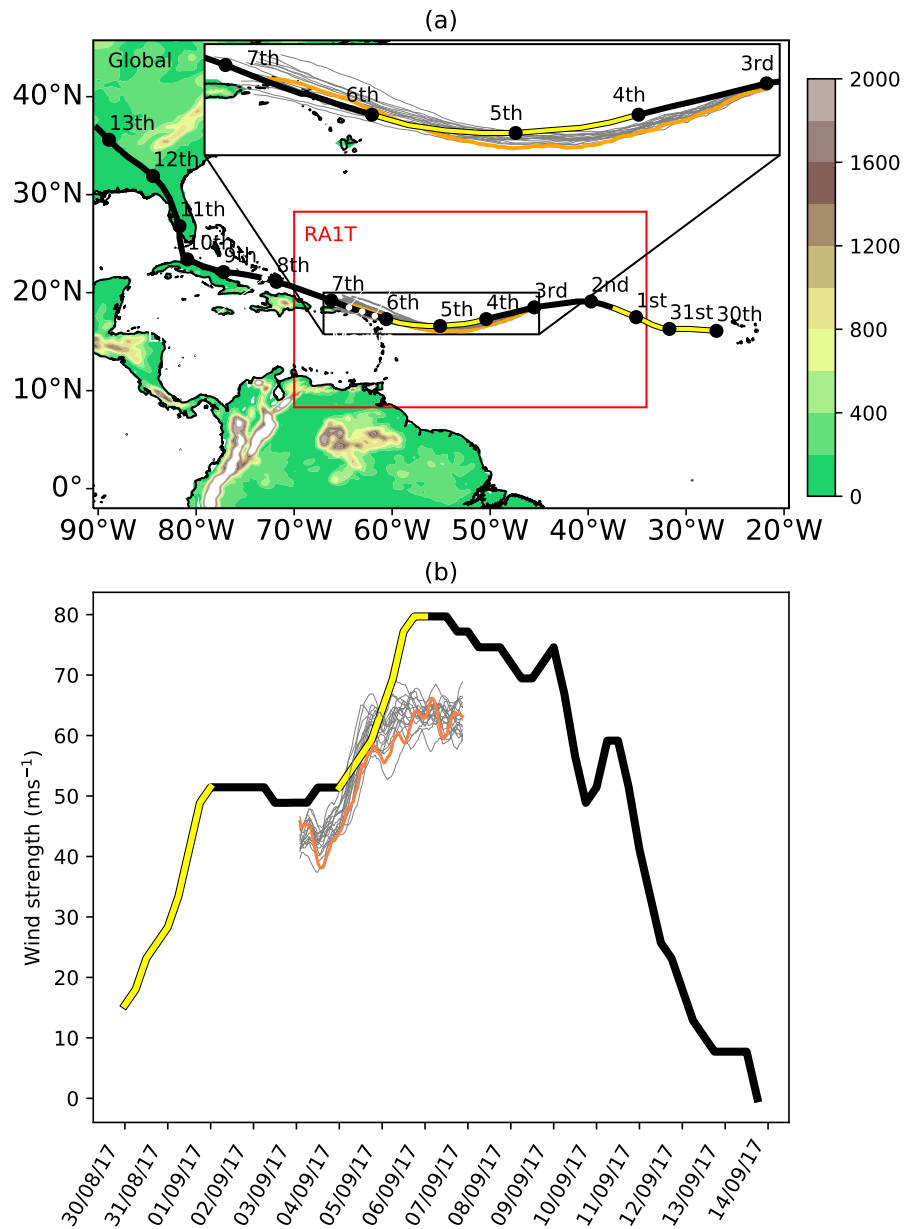 (a)
Global
7th
6th
5th
4th
3rd
13th
12th
11th
10th
9th
8th
7th
6th
5th
4th
3rd
2nd
1st
31st
30th
RA1T
40°N
30°N
20°N
10°N
0°
90°W
80°W
70°W
60°W
50°W
40°W
30°W
20°W
2000
1600
1200
800
400
0
(b)
Wind strength (ms⁻¹)
80
70
60
50
40
30
20
10
0
30/08/17
31/08/17
01/09/17
02/09/17
03/09/17
04/09/17
05/09/17
06/09/17
07/09/17
08/09/17
09/09/17
10/09/17
11/09/17
12/09/17
13/09/17
14/09/17